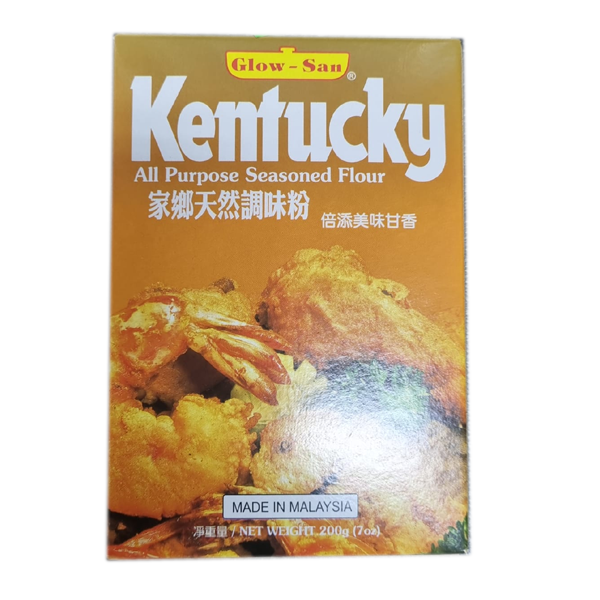 Glow-San®
Kentucky
All Purpose Seasoned Flour
家鄉天然調味粉
倍添美味甘香
MADE IN MALAYSIA
淨重量 / NET WEIGHT 200g (7oz)